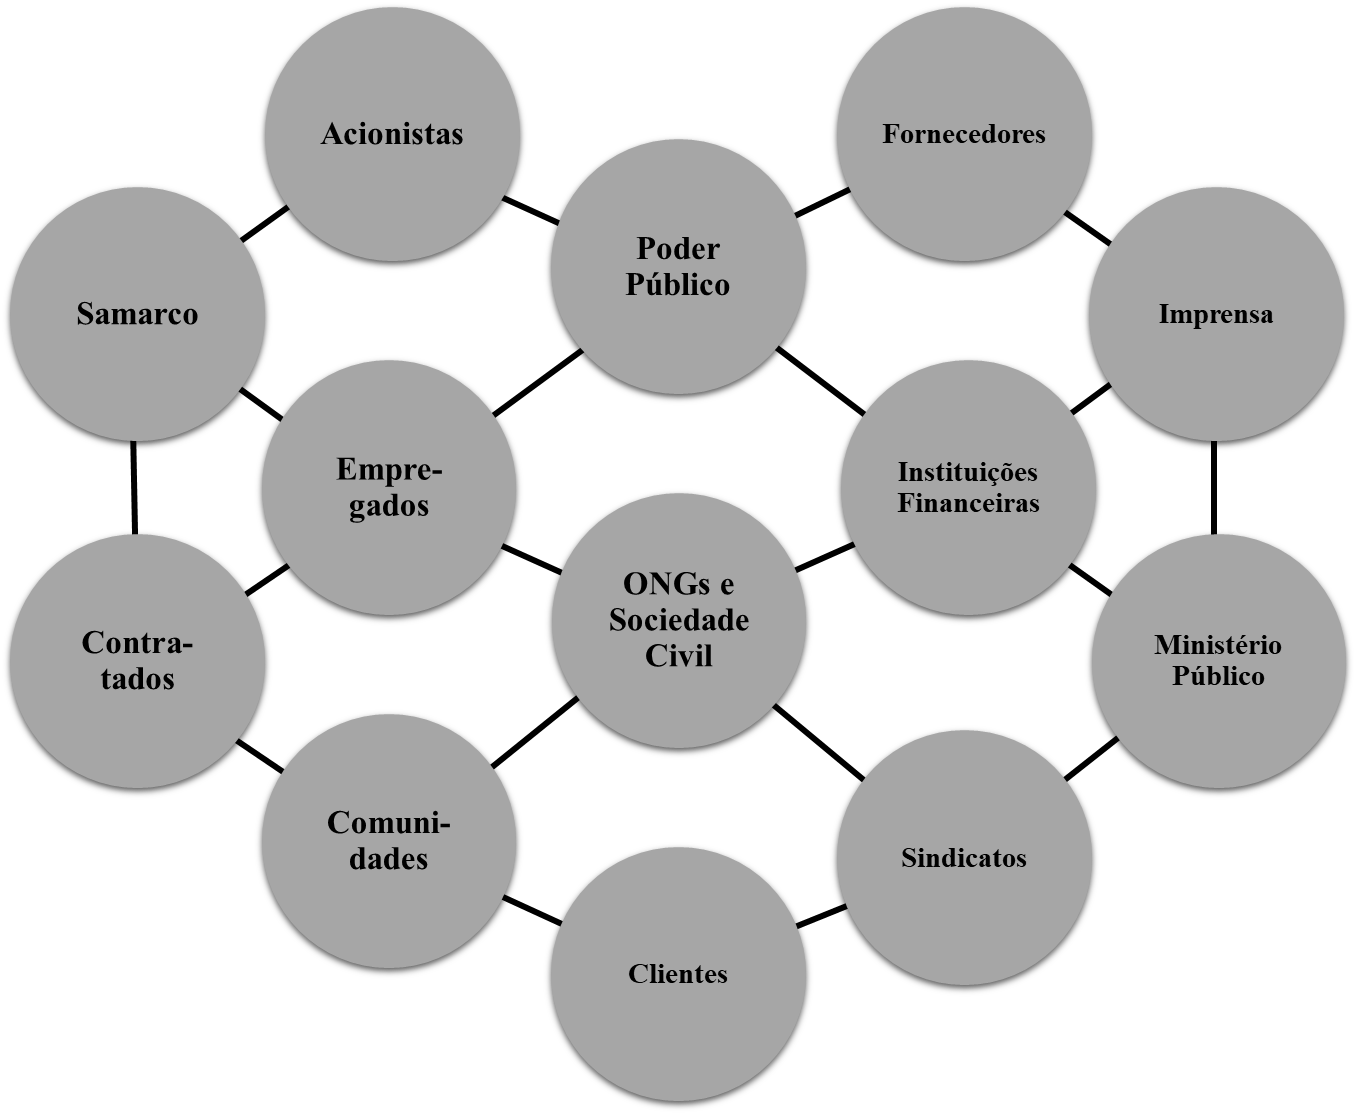 Acionistas
Fornecedores
Poder
Público
Samarco
Imprensa
Empre-
gados
Instituições
Financeiras
ONGs e
Sociedade
Civil
Contra-
tados
Ministério
Público
Comuni-
dades
Sindicatos
Clientes